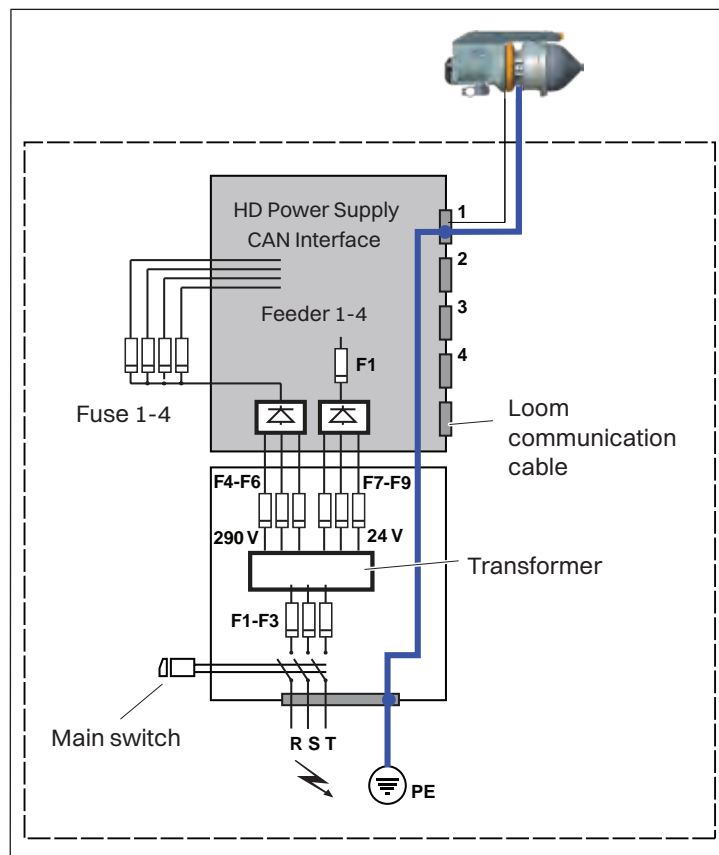 HD Power Supply
CAN Interface
1
2
3
4
Feeder 1-4
F1
Fuse 1-4
Loom
communication
cable
F4-F6
F7-F9
290 V
24 V
Transformer
F1-F3
Main switch
R S T
PE